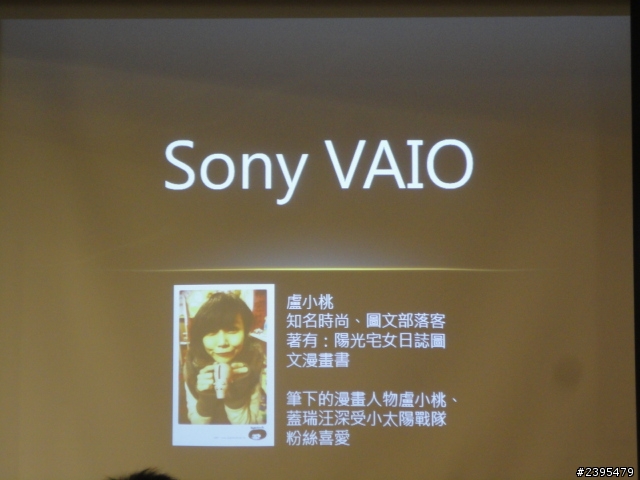 Sony VAIO
盧小桃
知名時尚、圖文部落客
著有：陽光宅女日誌圖
文漫畫書
筆下的漫畫人物盧小桃、
蓋瑞汪深受小太陽戰隊
粉絲喜愛
#2395479